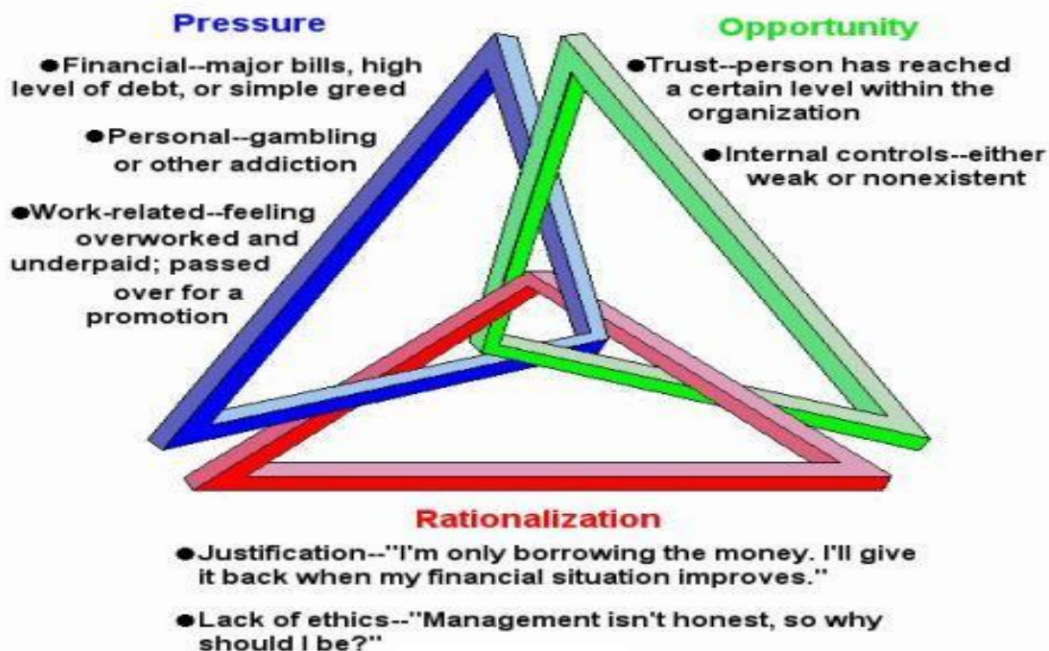 Pressure
●Financial--major bills, high
level of debt, or simple greed
●Personal--gambling
or other addiction
●Work-related--feeling
overworked and
underpaid; passed
over for a
promotion
Opportunity
●Trust--person has reached
a certain level within the
organization
●Internal controls--either
weak or nonexistent
Rationalization
●Justification--"I'm only borrowing the money. I'll give
it back when my financial situation improves."
●Lack of ethics--"Management isn't honest, so why
should I be?"